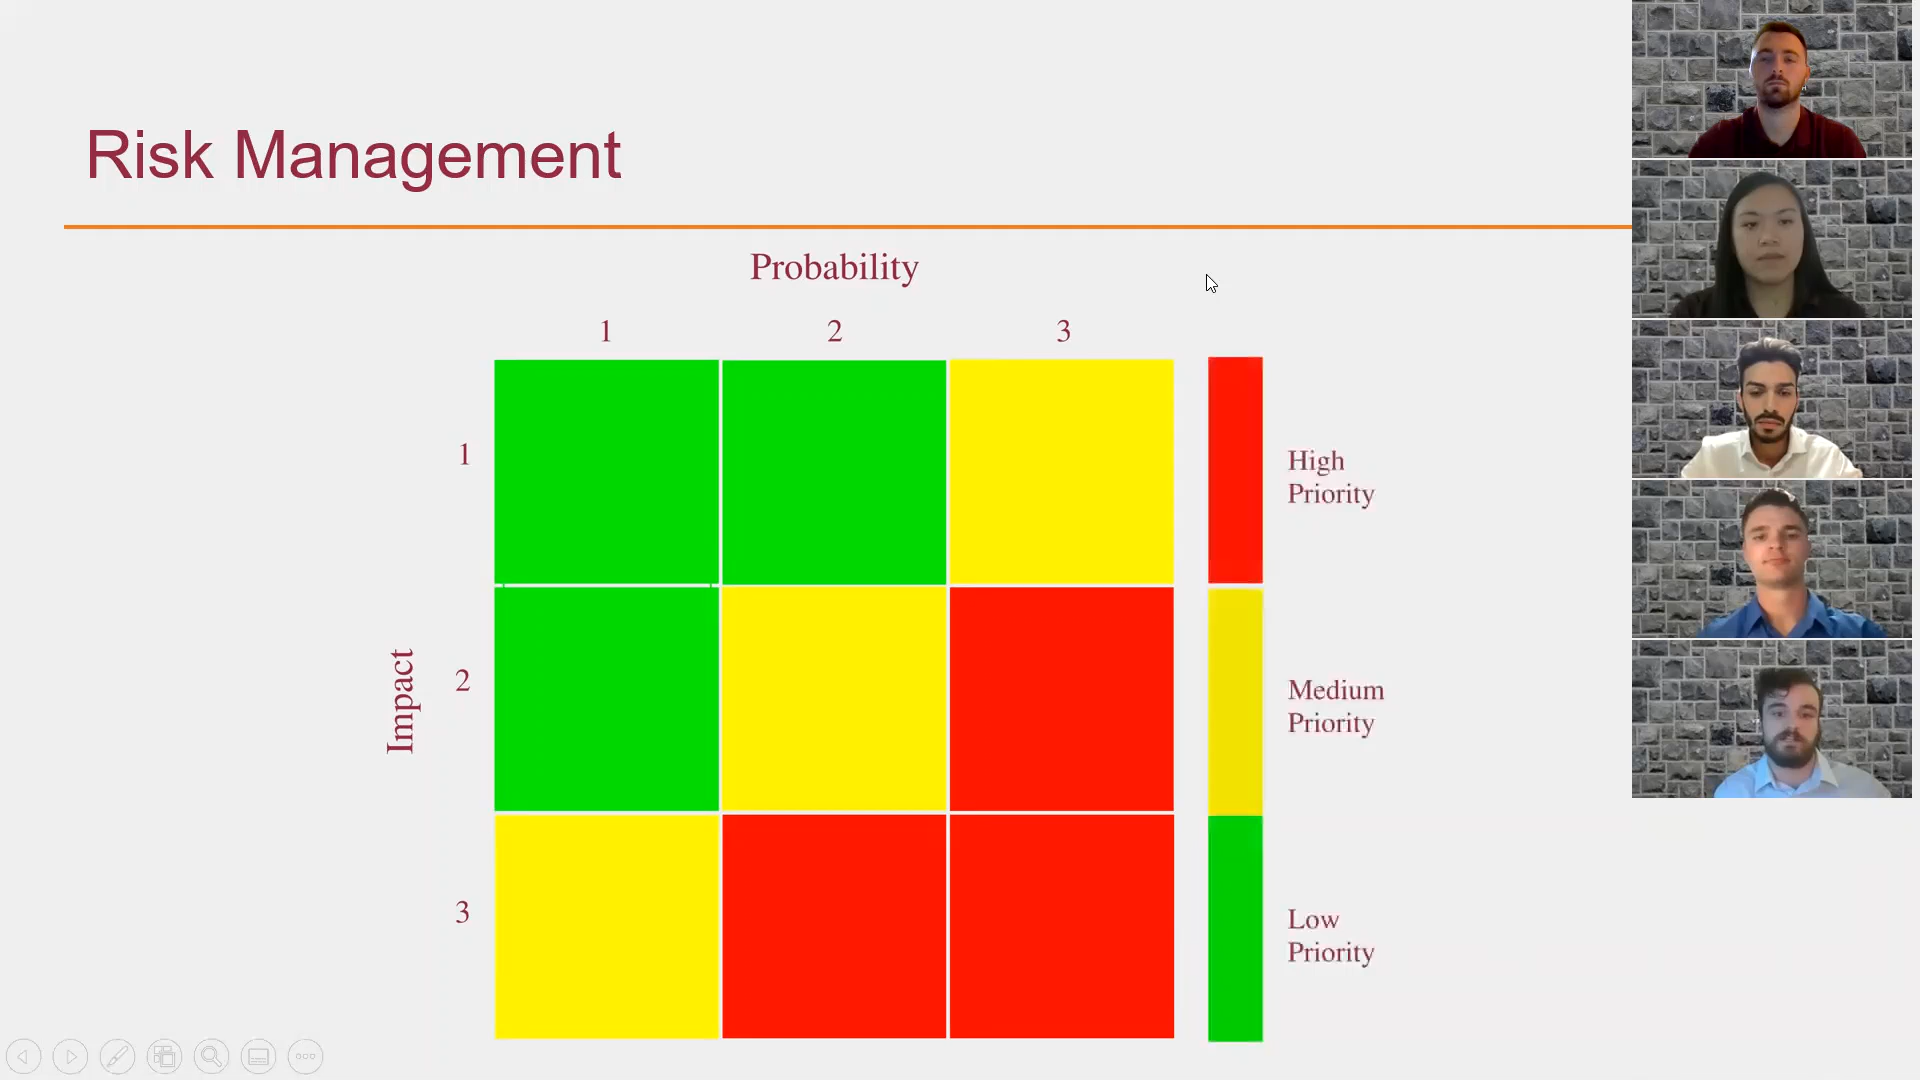 Risk Management
Probability
1 2 3
1
High
Priority
Impact
2
Medium
Priority
3
Low
Priority